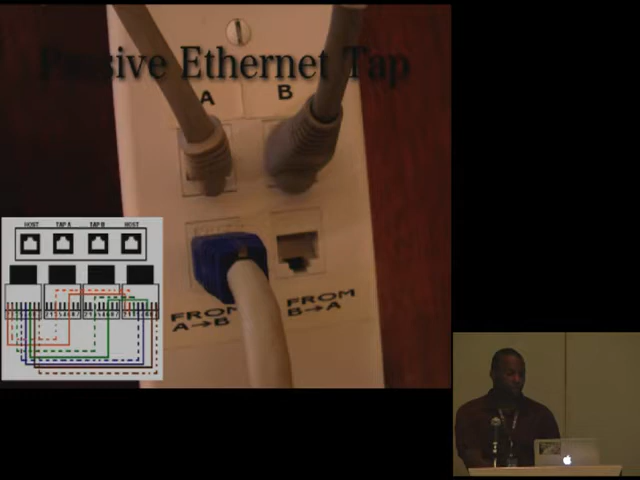 Passive Ethernet Tap
A B
HOST TAP A TAP B HOST
FROM
A→B
FROM
B→A